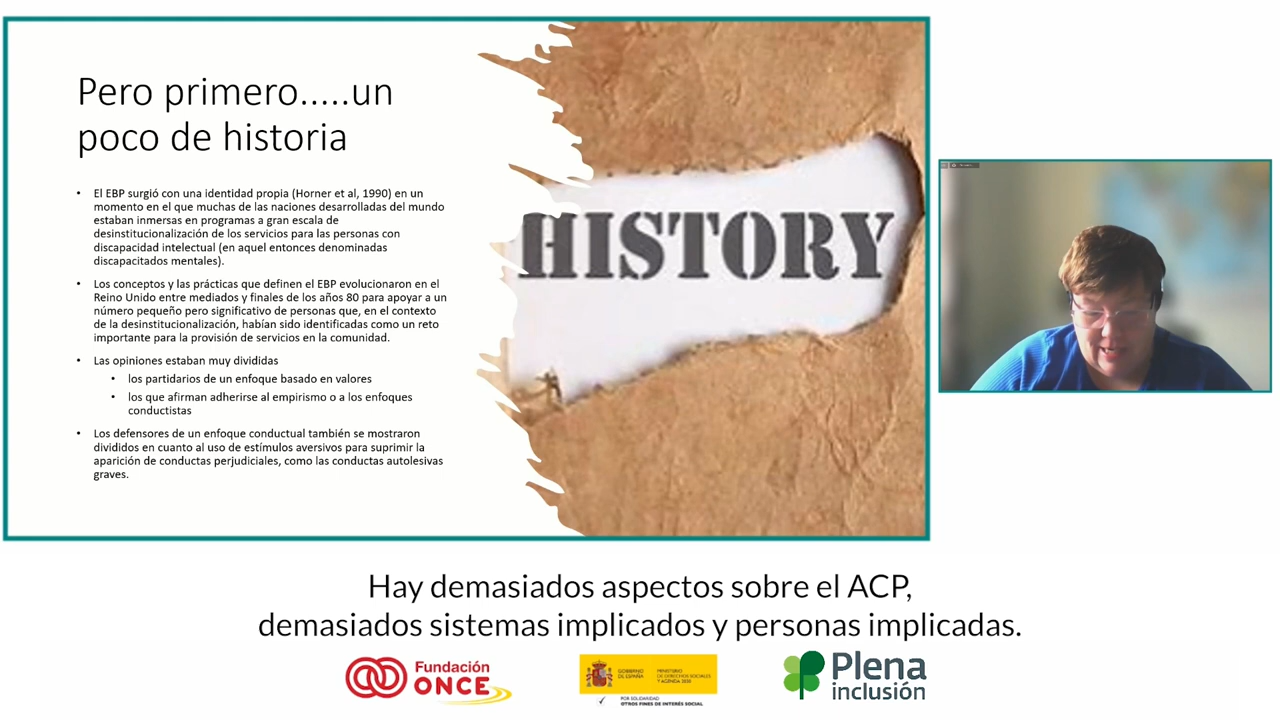 Pero primero.....un
poco de historia
• El EBP surgió con una identidad propia (Horner et al, 1990) en un
momento en el que muchas de las naciones desarrolladas del mundo
estaban inmersas en programas a gran escala de
desinstitucionalización de los servicios para las personas con
discapacidad intelectual (en aquel entonces denominadas
discapacitados mentales).
• Los conceptos y las prácticas que definen el EBP evolucionaron en el
Reino Unido entre mediados y finales de los años 80 para apoyar a un
número pequeño pero significativo de personas que, en el contexto
de la desinstitucionalización, habían sido identificadas como un reto
importante para la provisión de servicios en la comunidad.
• Las opiniones estaban muy divididas
• los partidarios de un enfoque basado en valores
• los que afirman adherirse al empirismo o a los enfoques
conductistas
• Los defensores de un enfoque conductual también se mostraron
divididos en cuanto al uso de estímulos aversivos para suprimir la
aparición de conductas perjudiciales, como las conductas autolesivas
graves.
HISTORY
Hay demasiados aspectos sobre el ACP,
demasiados sistemas implicados y personas implicadas.
Fundación
ONCE
GOBIERNO
DE ESPAÑA
MINISTERIO
DE DERECHOS SOCIALES
Y AGENDA 2030
POR SOLIDARIDAD
OTROS FINES DE INTERÉS SOCIAL
Plena
inclusión